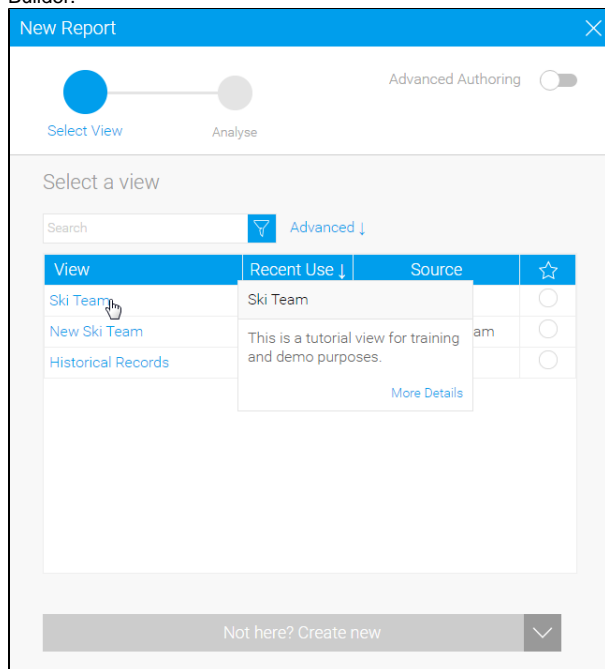 Builder.
New Report
Advanced Authoring
Select View
Analyse
Select a view
Search
Advanced ↓
View Recent Use ↓ Source
Ski Team
Ski Team
New Ski Team
This is a tutorial view for training
am
and demo purposes.
Historical Records
More Details
Not here? Create new